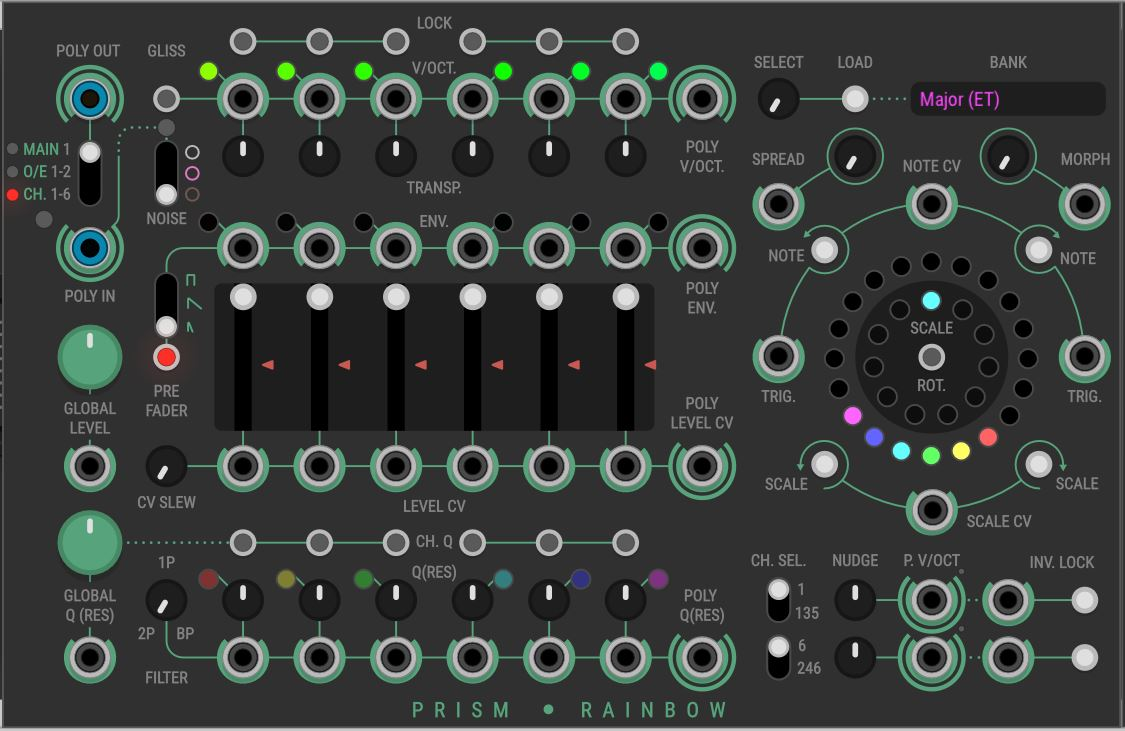 LOCK
POLY OUT
GLISS
V/OCT.
SELECT
LOAD
BANK
Major (ET)
MAIN 1
O/E 1-2
CH. 1-6
NOISE
TRANSP.
POLY
V/OCT.
SPREAD
NOTE CV
MORPH
ENV.
NOTE
NOTE
POLY IN
POLY
ENV.
SCALE
ROT.
PRE
FADER
GLOBAL
LEVEL
POLY
LEVEL CV
TRIG.
TRIG.
CV SLEW
LEVEL CV
SCALE
SCALE
SCALE CV
CH. Q
1P
Q(RES)
GLOBAL
Q (RES)
2P
BP
FILTER
POLY
Q(RES)
CH. SEL.
NUDGE
P. V/OCT.
INV. LOCK
1
135
6
246
PRISM • RAINBOW